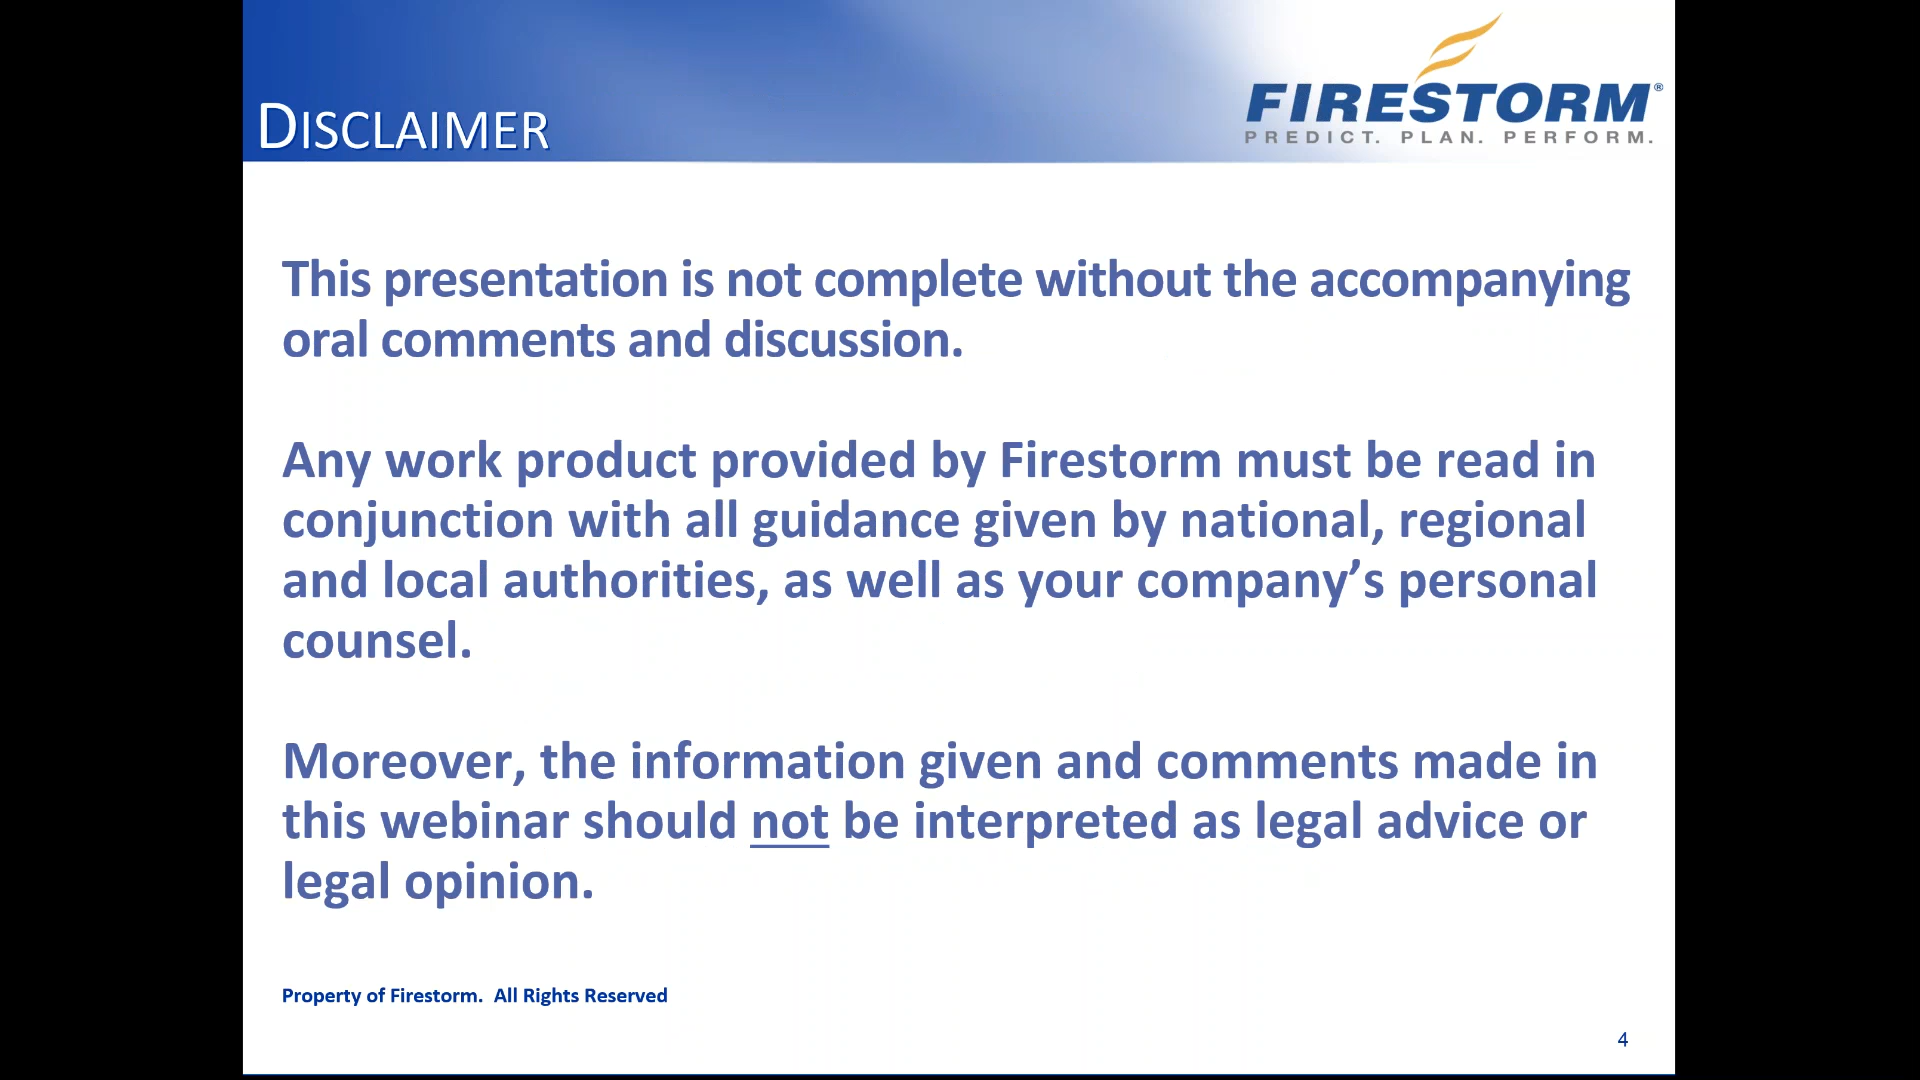 DISCLAIMER
FIRESTORM®
PREDICT. PLAN. PERFORM.
This presentation is not complete without the accompanying
oral comments and discussion.
Any work product provided by Firestorm must be read in
conjunction with all guidance given by national, regional
and local authorities, as well as your company’s personal
counsel.
Moreover, the information given and comments made in
this webinar should not be interpreted as legal advice or
legal opinion.
Property of Firestorm.  All Rights Reserved
4